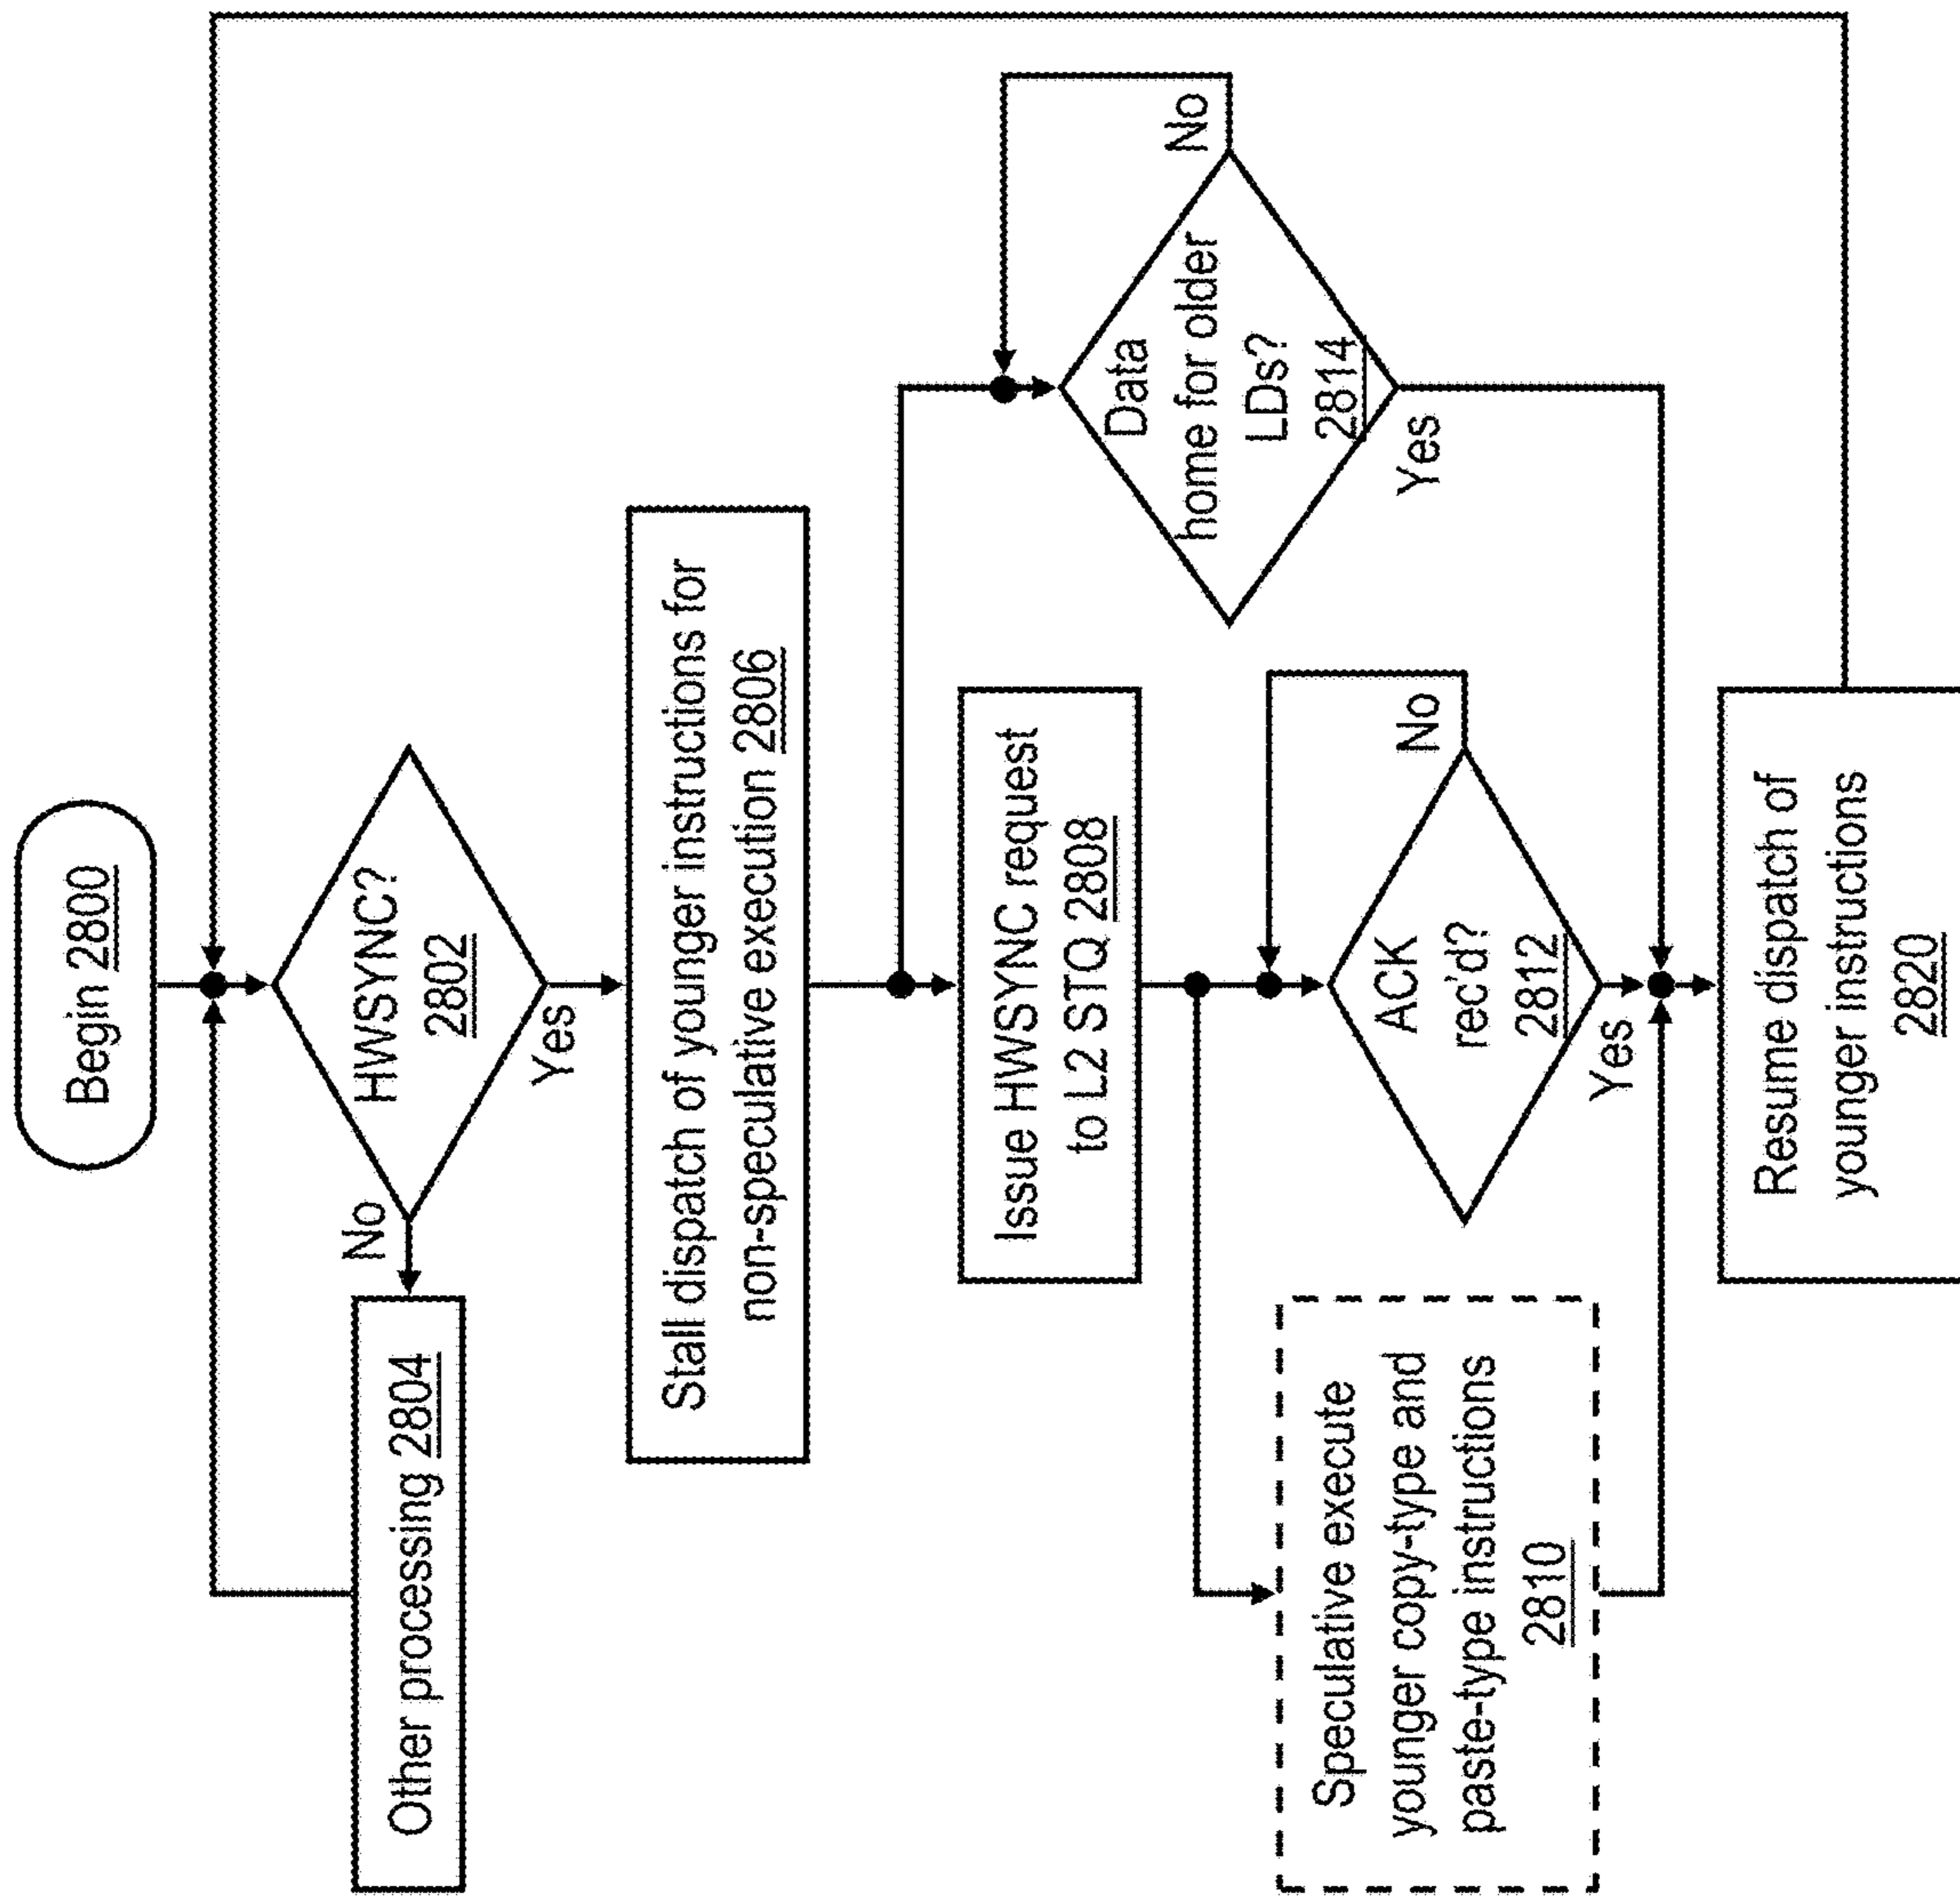 Begin 2800
HWSYNC?
2802
No
Yes
Other processing 2804
Stall dispatch of younger instructions for
non-speculative execution 2806
Issue HWSYNC request
to L2 STQ 2808
Data
home for older
LDs?
2814
No
Yes
Speculative execute
younger copy-type and
paste-type instructions
2810
ACK
rec'd?
2812
No
Yes
Resume dispatch of
younger instructions
2820